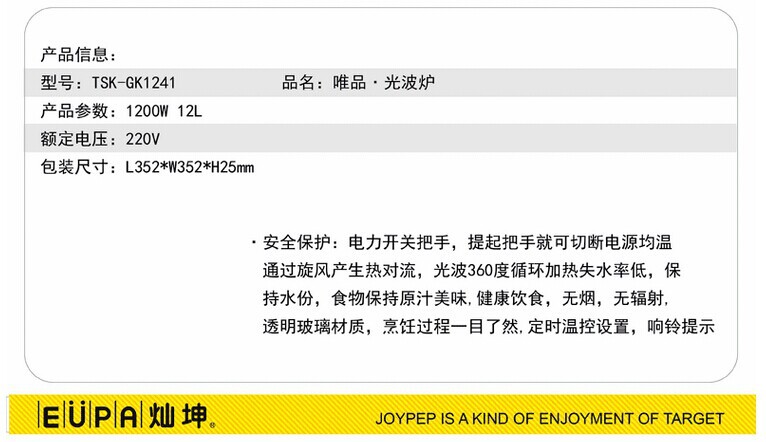 产品信息：
型号：TSK-GK1241 品名：唯品·光波炉
产品参数：1200W 12L
额定电压：220V
包装尺寸：L352*W352*H25mm
·安全保护：电力开关把手，提起把手就可切断电源均温
通过旋风产生热对流，光波360度循环加热失水率低，保
持水份，食物保持原汁美味,健康饮食，无烟，无辐射,
透明玻璃材质，烹饪过程一目了然,定时温控设置，响铃提示
EÜPA灿坤®
JOYPEP IS A KIND OF ENJOYMENT OF TARGET